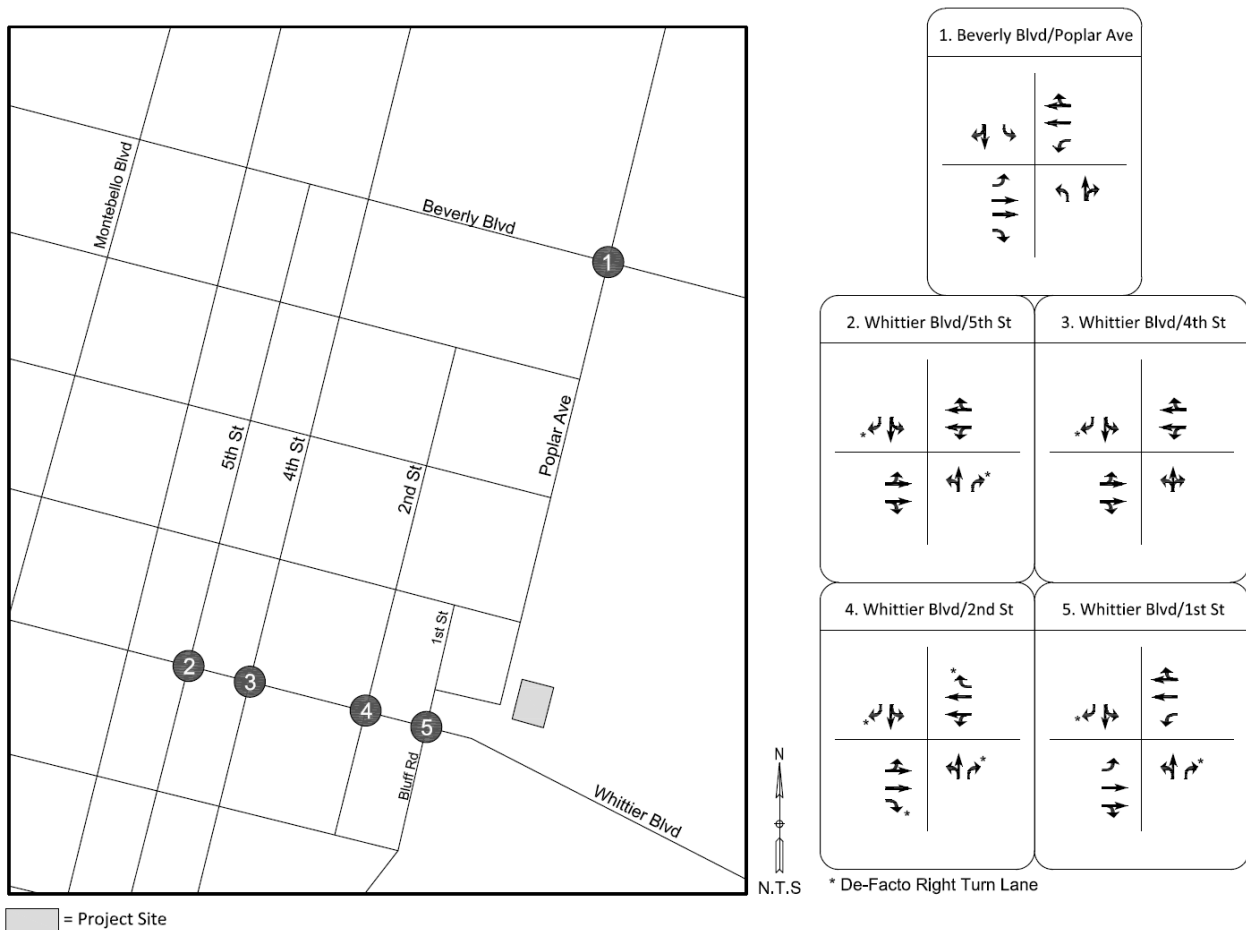 Montebello Blvd
Beverly Blvd
1
5th St
4th St
2nd St
Poplar Ave
1st St
2
3
4
5
Bluff Rd
Whittier Blvd
N
N.T.S
= Project Site
1. Beverly Blvd/Poplar Ave
2. Whittier Blvd/5th St
3. Whittier Blvd/4th St
*
*
*
4. Whittier Blvd/2nd St
5. Whittier Blvd/1st St
*
*
*
*
*
*
* De-Facto Right Turn Lane